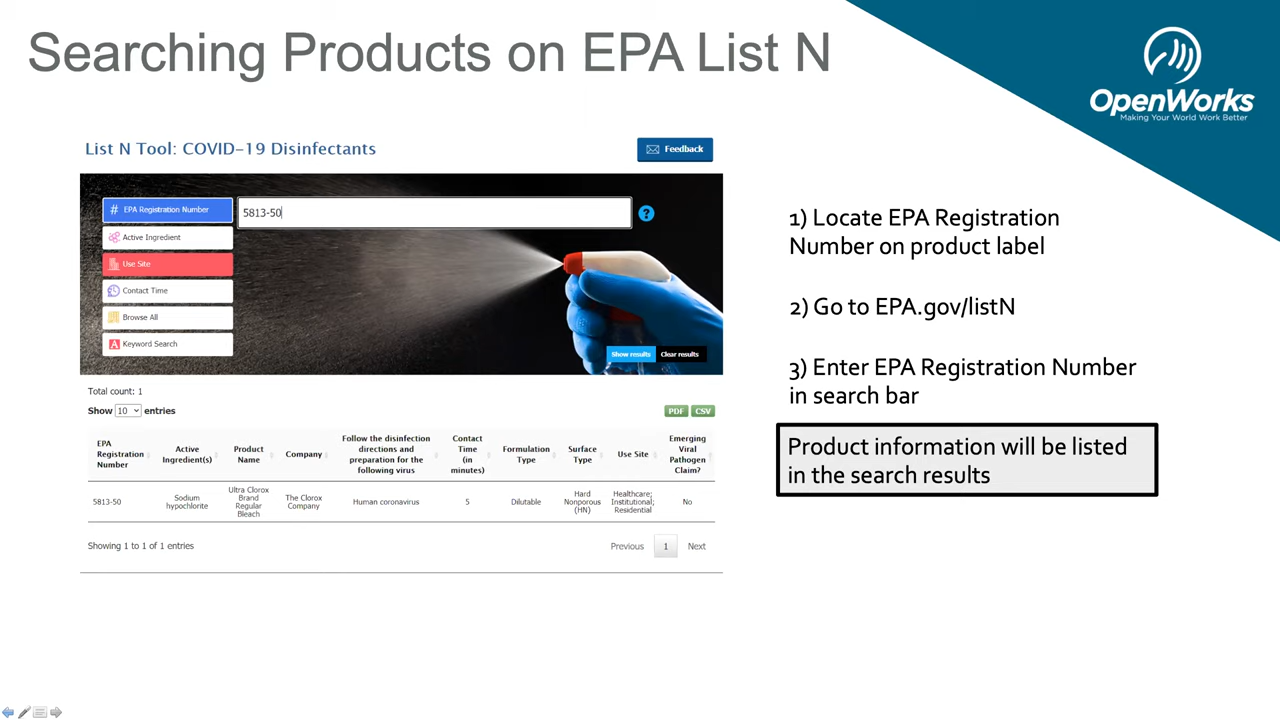 Searching Products on EPA List N
OpenWorks
Making Your World Work Better
List N Tool: COVID-19 Disinfectants
Feedback
# EPA Registration Number
5813-50
?
Active Ingredient
Use Site
Contact Time
Browse All
A Keyword Search
Show results
Clear results
Total count: 1
Show 10 entries
PDF
CSV
EPA
Registration
Number
Active
Ingredient(s)
Product
Name
Company
Follow the disinfection
directions and
preparation for the
following virus
Contact
Time
(in
minutes)
Formulation
Type
Surface
Type
Use Site
Emerging
Viral
Pathogen
Claim?
5813-50
Sodium
hypochlorite
Ultra Clorox
Brand
Regular
Bleach
The Clorox
Company
Human coronavirus
5
Dilutable
Hard
Nonporous
(HN)
Healthcare;
Institutional;
Residential
No
Showing 1 to 1 of 1 entries
Previous
1
Next
1) Locate EPA Registration
Number on product label
2) Go to EPA.gov/listN
3) Enter EPA Registration Number
in search bar
Product information will be listed
in the search results